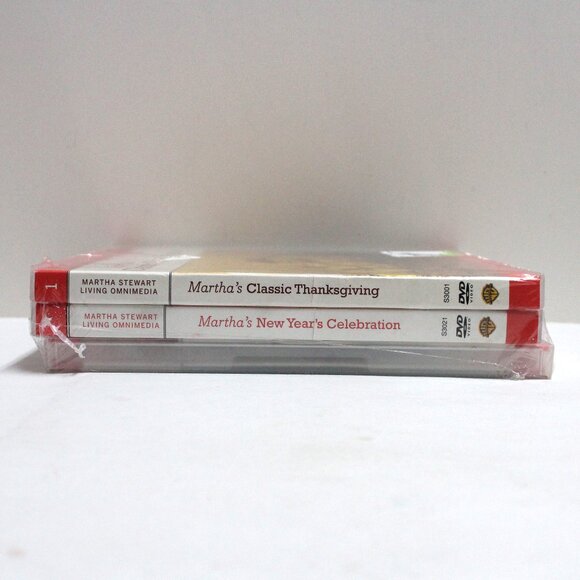 1
MARTHA STEWART
LIVING OMNIMEDIA
Martha's Classic Thanksgiving
S3001
DVD
VIDEO
MARTHA STEWART
LIVING OMNIMEDIA
Martha's New Year's Celebration
S3021
DVD
VIDEO